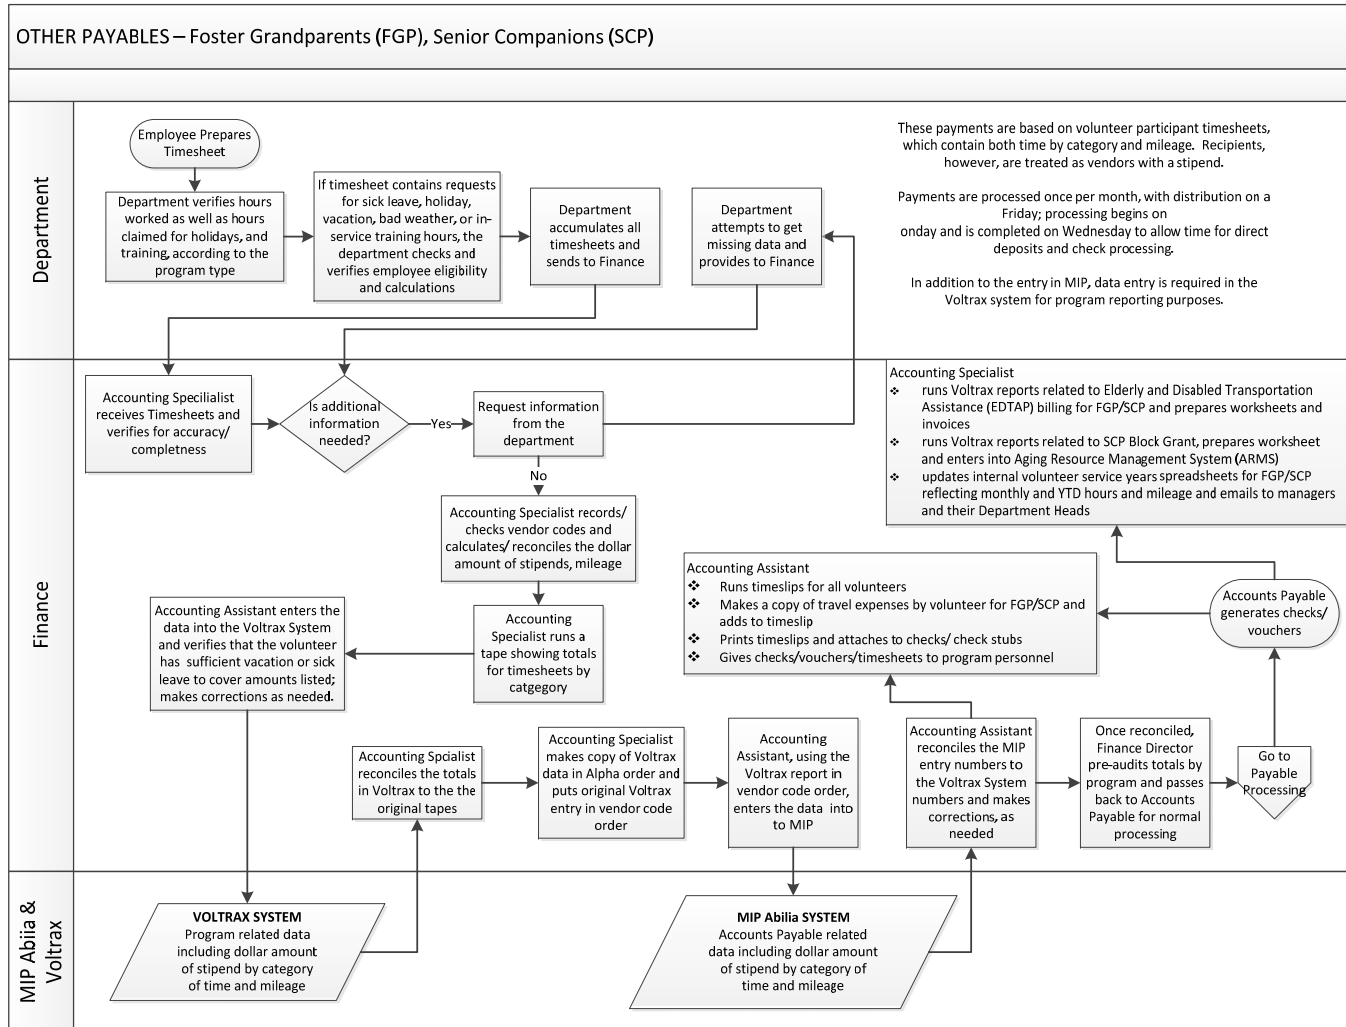 OTHER PAYABLES – Foster Grandparents (FGP), Senior Companions (SCP)
Department
Employee Prepares
Timesheet
Department verifies hours
worked as well as hours
claimed for holidays, and
training, according to the
program type
If timesheet contains requests
for sick leave, holiday,
vacation, bad weather, or in-
service training hours, the
department checks and
verifies employee eligibility
and calculations
Department
accumulates all
timesheets and
sends to Finance
Department
attempts to get
missing data and
provides to Finance
These payments are based on volunteer participant timesheets,
which contain both time by category and mileage. Recipients,
however, are treated as vendors with a stipend.
Payments are processed once per month, with distribution on a
Friday; processing begins on
onday and is completed on Wednesday to allow time for direct
deposits and check processing.
In addition to the entry in MIP, data entry is required in the
Voltrax system for program reporting purposes.
Finance
Accounting Specilialist
receives Timesheets and
verifies for accuracy/
completness
Is additional
information
needed?
Yes
Request information
from the
department
No
Accounting Specialist records/
checks vendor codes and
calculates/ reconciles the dollar
amount of stipends, mileage
Accounting
Specialist runs a
tape showing totals
for timesheets by
catgegory
Accounting Assistant enters the
data into the Voltrax System
and verifies that the volunteer
has sufficient vacation or sick
leave to cover amounts listed;
makes corrections as needed.
Accounting Specialist
❖ runs Voltrax reports related to Elderly and Disabled Transportation
Assistance (EDTAP) billing for FGP/SCP and prepares worksheets and
invoices
❖ runs Voltrax reports related to SCP Block Grant, prepares worksheet
and enters into Aging Resource Management System (ARMS)
❖ updates internal volunteer service years spreadsheets for FGP/SCP
reflecting monthly and YTD hours and mileage and emails to managers
and their Department Heads
Accounting Assistant
❖ Runs timeslips for all volunteers
❖ Makes a copy of travel expenses by volunteer for FGP/SCP and
adds to timeslip
❖ Prints timeslips and attaches to checks/ check stubs
❖ Gives checks/vouchers/timesheets to program personnel
Accounts Payable
generates checks/
vouchers
Accounting Spcialist
reconciles the totals
in Voltrax to the the
original tapes
Accounting Specialist
makes copy of Voltrax
data in Alpha order and
puts original Voltrax
entry in vendor code
order
Accounting
Assistant, using the
Voltrax report in
vendor code order,
enters the data into
to MIP
Accounting Assistant
reconciles the MIP
entry numbers to
the Voltrax System
numbers and makes
corrections, as
needed
Once reconciled,
Finance Director
pre-audits totals by
program and passes
back to Accounts
Payable for normal
processing
Go to
Payable
Processing
MIP Abiia &
Voltrax
VOLTRAX SYSTEM
Program related data
including dollar amount
of stipend by category
of time and mileage
MIP Abilia SYSTEM
Accounts Payable related
data including dollar amount
of stipend by category of
time and mileage